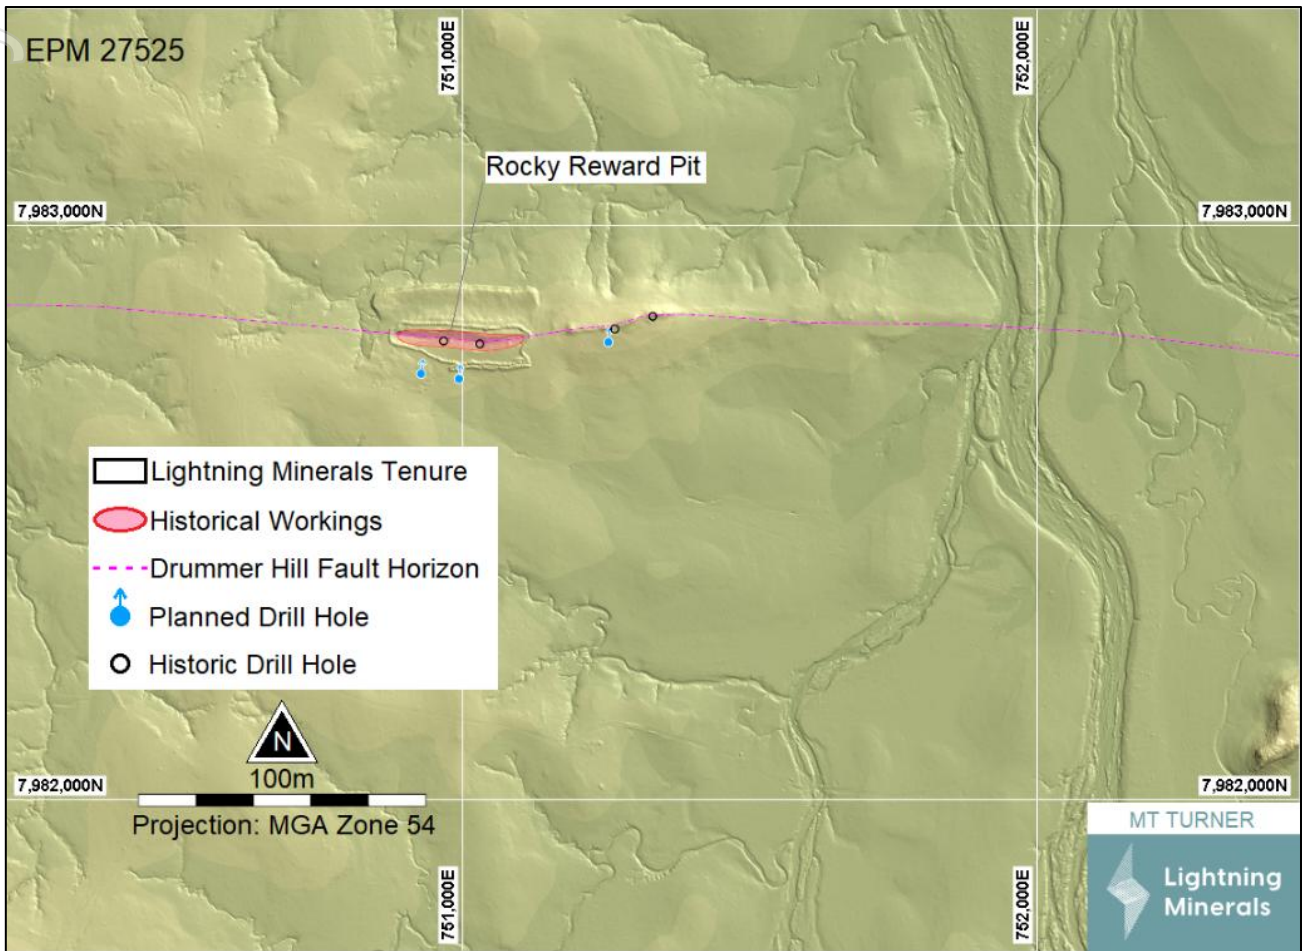 EPM 27525
751,000E
752,000E
Rocky Reward Pit
7,983,000N
7,983,000N
Lightning Minerals Tenure
Historical Workings
Drummer Hill Fault Horizon
Planned Drill Hole
Historic Drill Hole
N
100m
Projection: MGA Zone 54
7,982,000N
7,982,000N
751,000E
752,000E
MT TURNER
Lightning
Minerals